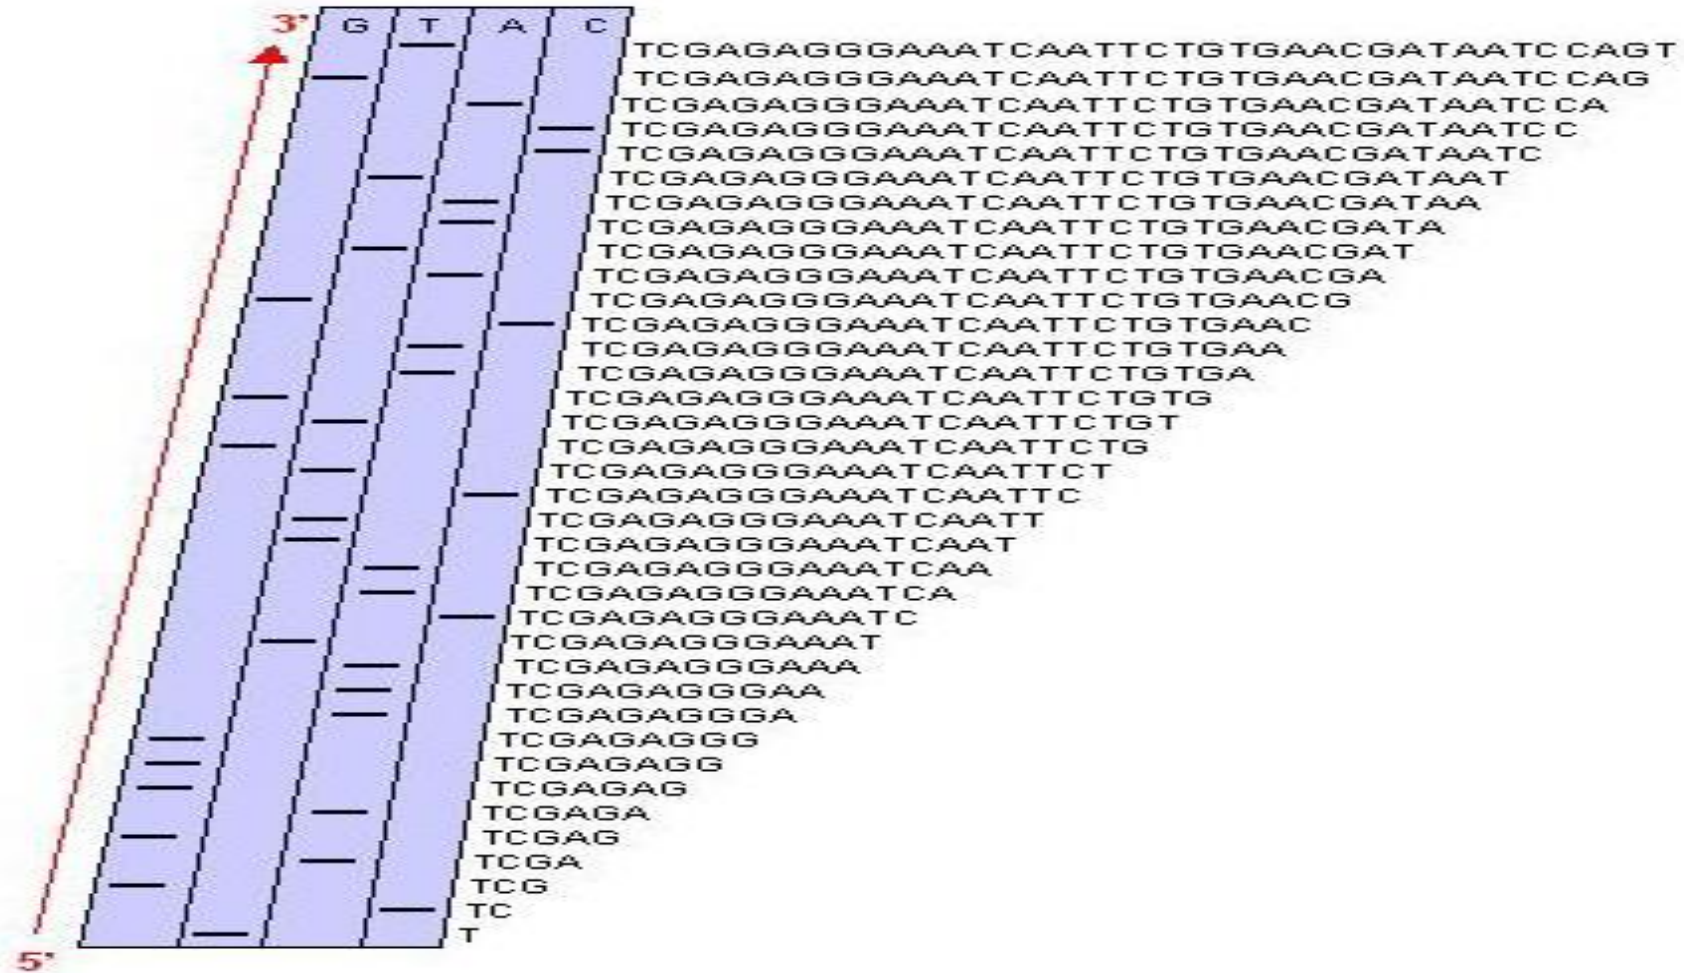 3' G T A C
TCGAGAGGGAAATCAATTCTGTGAACGATAATCCAGT
TCGAGAGGGAAATCAATTCTGTGAACGATAATCCAG
TCGAGAGGGAAATCAATTCTGTGAACGATAATCCA
TCGAGAGGGAAATCAATTCTGTGAACGATAATCC
TCGAGAGGGAAATCAATTCTGTGAACGATAATC
TCGAGAGGGAAATCAATTCTGTGAACGATAAT
TCGAGAGGGAAATCAATTCTGTGAACGATAA
TCGAGAGGGAAATCAATTCTGTGAACGATA
TCGAGAGGGAAATCAATTCTGTGAACGAT
TCGAGAGGGAAATCAATTCTGTGAACGA
TCGAGAGGGAAATCAATTCTGTGAACG
TCGAGAGGGAAATCAATTCTGTGAAC
TCGAGAGGGAAATCAATTCTGTGAA
TCGAGAGGGAAATCAATTCTGTGA
TCGAGAGGGAAATCAATTCTGTG
TCGAGAGGGAAATCAATTCTGT
TCGAGAGGGAAATCAATTCTG
TCGAGAGGGAAATCAATTCT
TCGAGAGGGAAATCAATTC
TCGAGAGGGAAATCAATT
TCGAGAGGGAAATCAAT
TCGAGAGGGAAATCAA
TCGAGAGGGAAATCA
TCGAGAGGGAAATC
TCGAGAGGGAAAT
TCGAGAGGGAAA
TCGAGAGGGAA
TCGAGAGGGA
TCGAGAGGG
TCGAGAGG
TCGAGAG
TCGAGA
TCGAG
TCGA
TCG
TC
T
5'